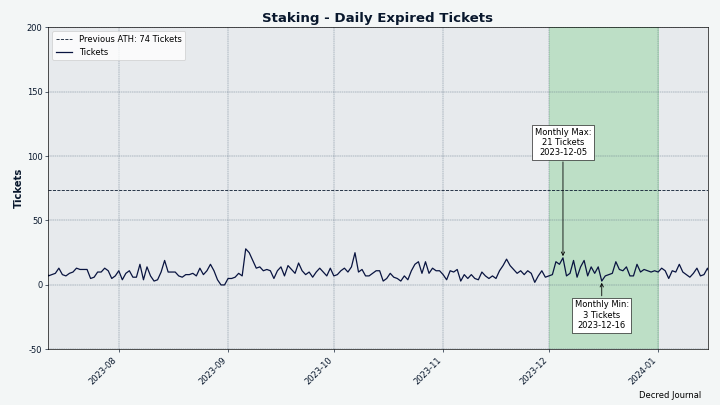 Staking - Daily Expired Tickets
200
150
100
50
0
-50
Tickets
Previous ATH: 74 Tickets
Tickets
Monthly Max:
21 Tickets
2023-12-05
Monthly Min:
3 Tickets
2023-12-16
2023-08
2023-09
2023-10
2023-11
2023-12
2024-01
Decred Journal